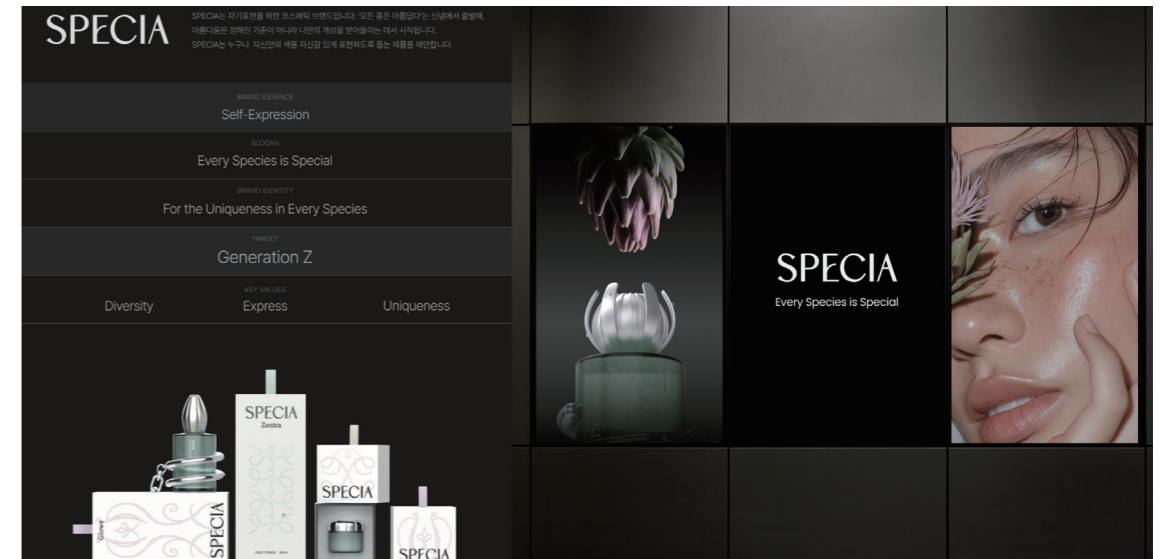 SPECIA
SPECIA는 자기표현을 위한 코스메틱 브랜드입니다. '모든 종은 아름답다'는 신념에서 출발해,
아름다움은 정해진 기준이 아니라 나만의 개성을 받아들이는 데서 시작됩니다.
SPECIA는 누구나 자신만의 색을 자신감 있게 표현하도록 돕는 제품을 제안합니다.
BRAND ESSENCE
Self-Expression
SLOGAN
Every Species is Special
BRAND IDENTITY
For the Uniqueness in Every Species
TARGET
Generation Z
KEY VALUES
Diversity
Express
Uniqueness
SPECIA
Zentra
SPECIA
SPECIA
SPECIA
SPECIA
Every Species is Special